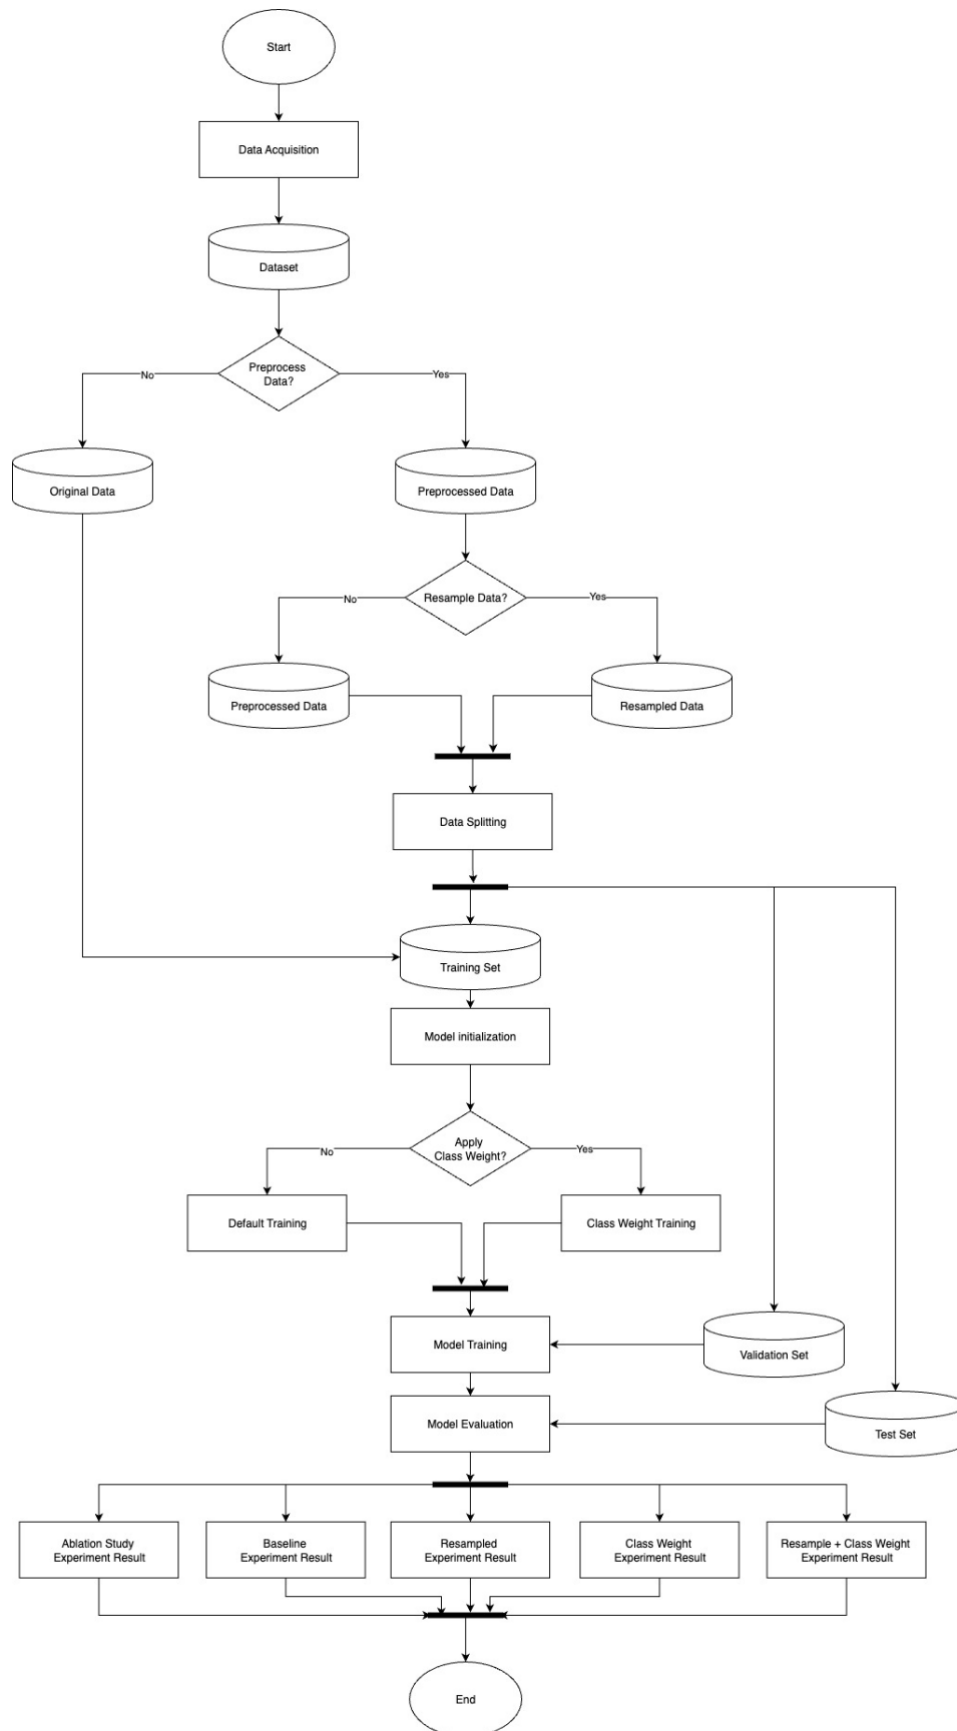 Start
Data Acquisition
Dataset
Preprocess
Data?
No
Yes
Original Data
Preprocessed Data
Resample Data?
No
Yes
Preprocessed Data
Resampled Data
Data Splitting
Training Set
Model initialization
Apply
Class Weight?
No
Yes
Default Training
Class Weight Training
Model Training
Validation Set
Model Evaluation
Test Set
Ablation Study
Experiment Result
Baseline
Experiment Result
Resampled
Experiment Result
Class Weight
Experiment Result
Resample + Class Weight
Experiment Result
End